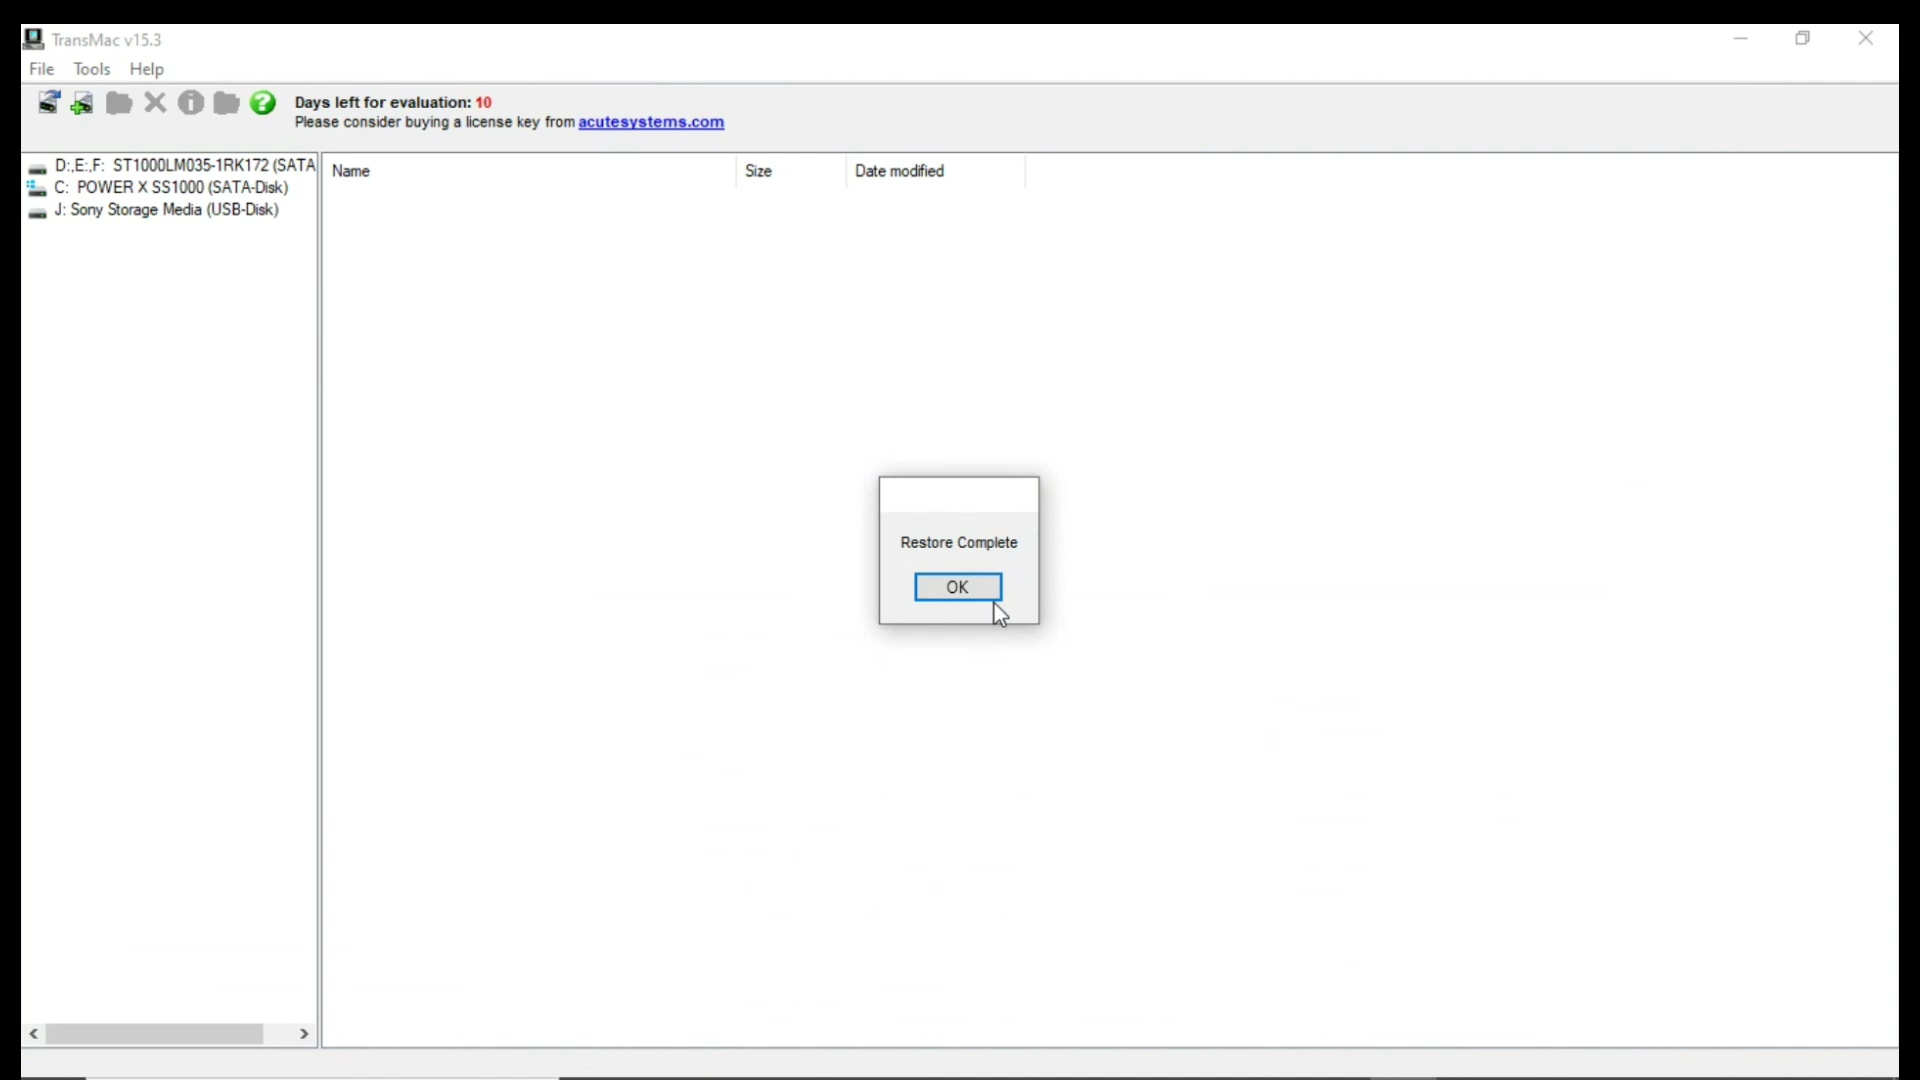 TransMac v15.3
File Tools Help
Days left for evaluation: 10
Please consider buying a license key from acutesystems.com
D:,E:,F: ST1000LM035-1RK172 (SATA
C: POWER X SS1000 (SATA-Disk)
J: Sony Storage Media (USB-Disk)
Name Size Date modified
Restore Complete
OK